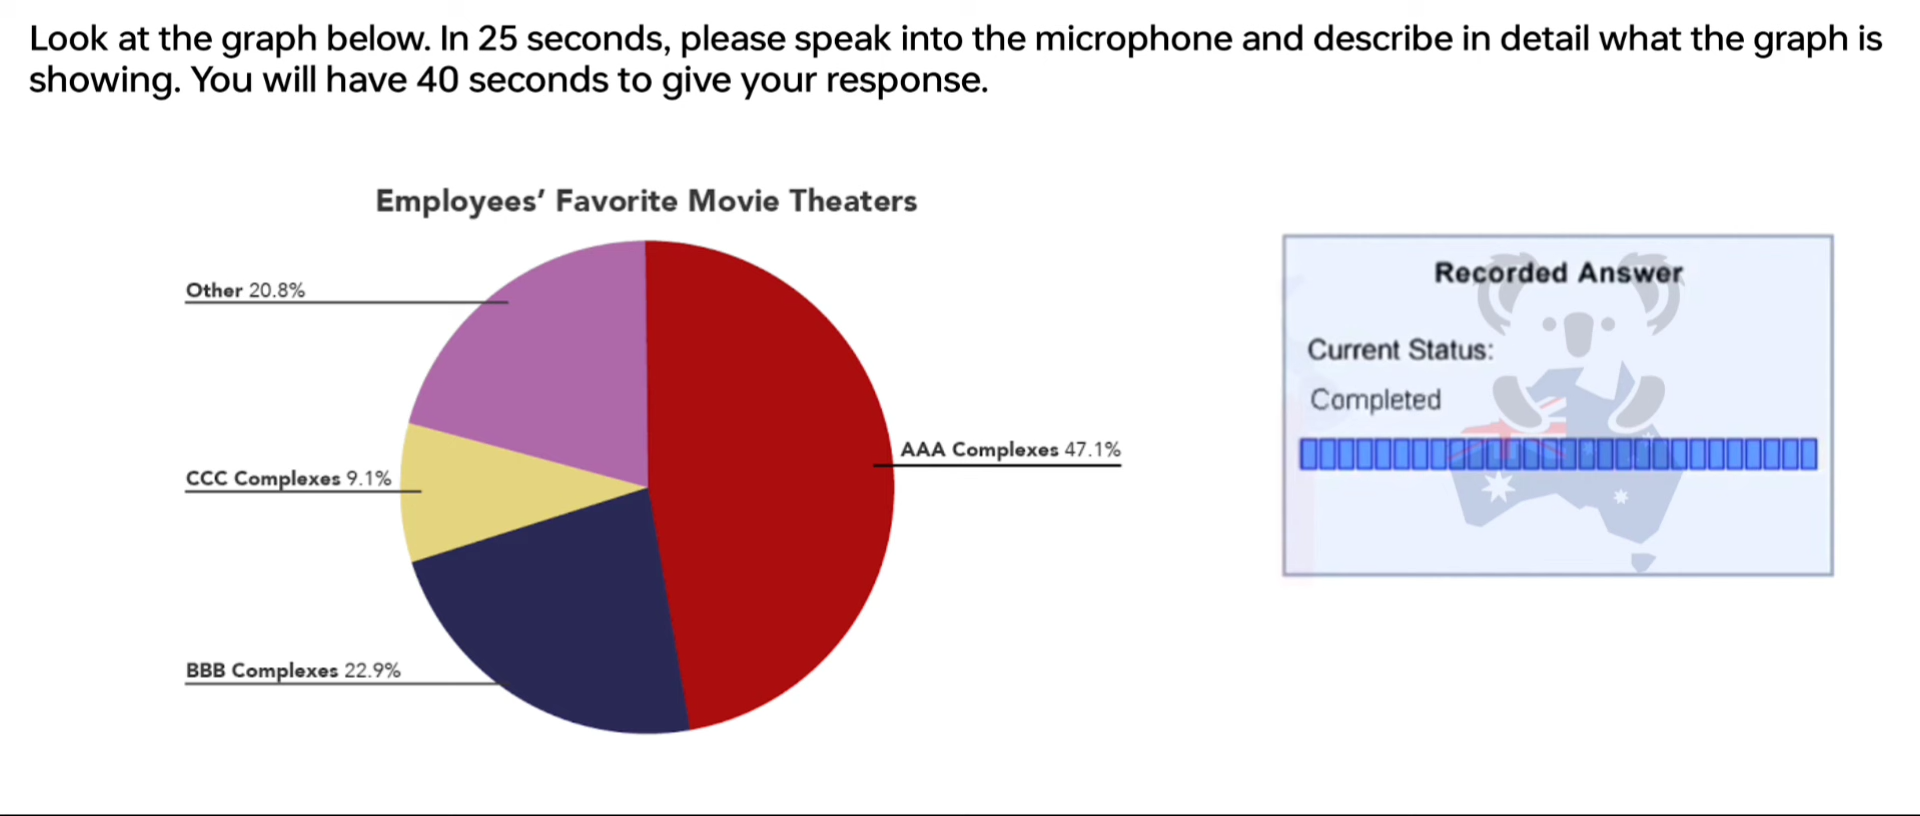 Look at the graph below. In 25 seconds, please speak into the microphone and describe in detail what the graph is
showing. You will have 40 seconds to give your response.
Employees’ Favorite Movie Theaters
Other 20.8%
CCC Complexes 9.1%
BBB Complexes 22.9%
AAA Complexes 47.1%
Recorded Answer
Current Status:
Completed